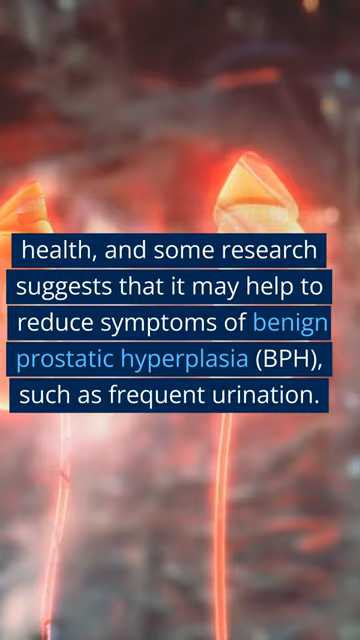 health, and some research
suggests that it may help to
reduce symptoms of benign
prostatic hyperplasia (BPH),
such as frequent urination.